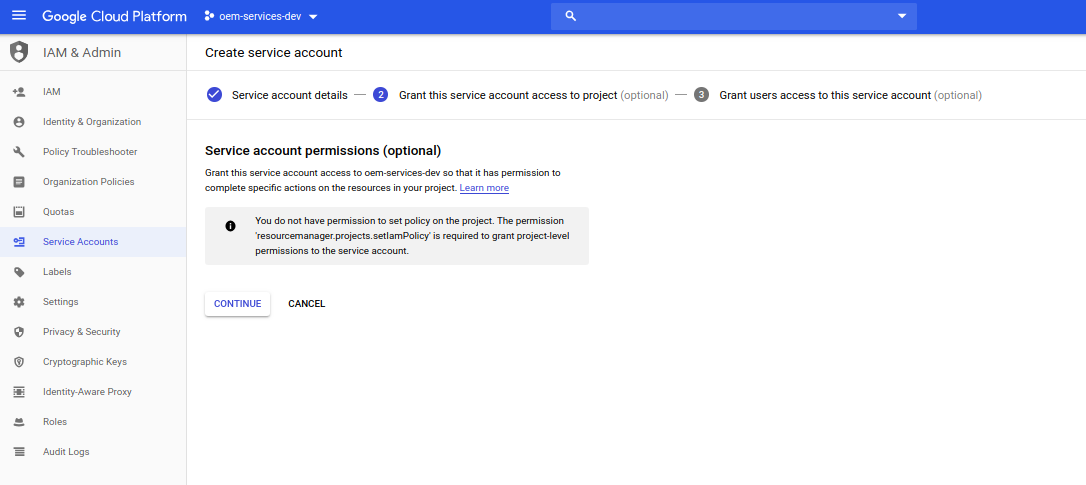 Google Cloud Platform
oem-services-dev
IAM & Admin
Create service account
IAM
Identity & Organization
Policy Troubleshooter
Organization Policies
Quotas
Service Accounts
Labels
Settings
Privacy & Security
Cryptographic Keys
Identity-Aware Proxy
Roles
Audit Logs
Service account details
2 Grant this service account access to project (optional)
3 Grant users access to this service account (optional)
Service account permissions (optional)
Grant this service account access to oem-services-dev so that it has permission to
complete specific actions on the resources in your project. Learn more
You do not have permission to set policy on the project. The permission
'resourcemanager.projects.setIamPolicy' is required to grant project-level
permissions to the service account.
CONTINUE
CANCEL